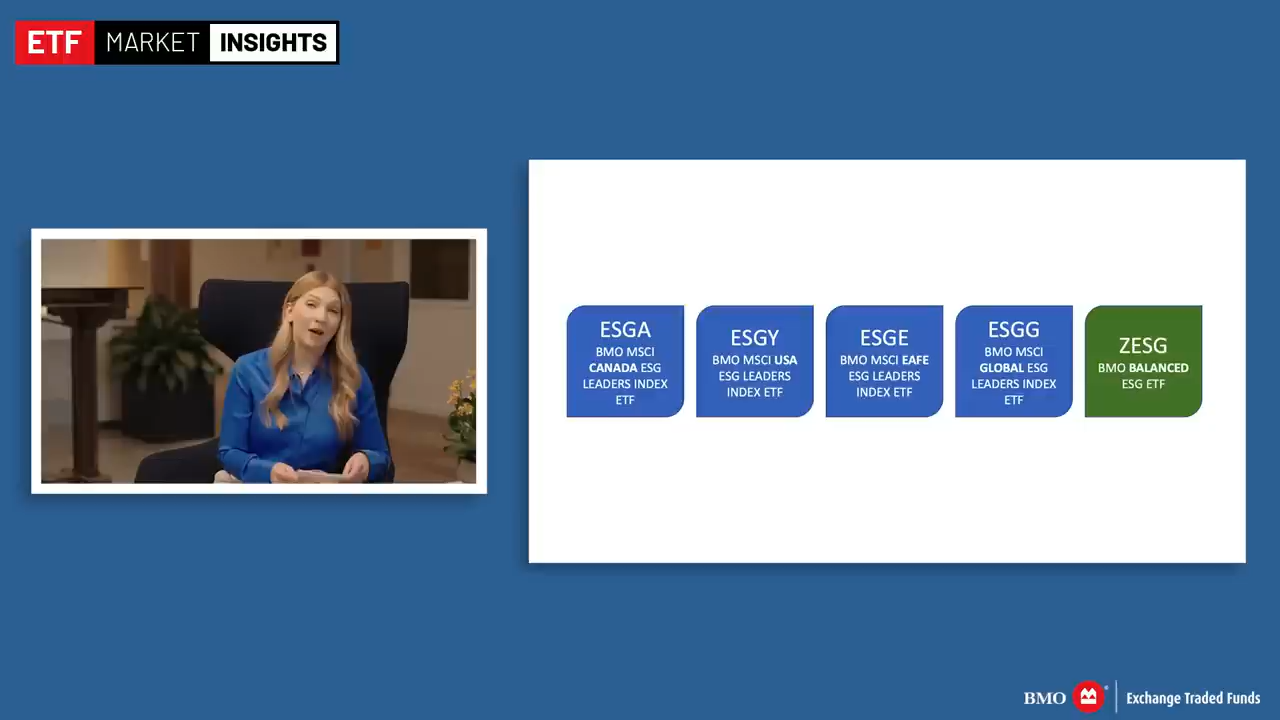 ETF MARKET INSIGHTS
ESGA
BMO MSCI
CANADA ESG
LEADERS INDEX
ETF
ESGY
BMO MSCI USA
ESG LEADERS
INDEX ETF
ESGE
BMO MSCI EAFE
ESG LEADERS
INDEX ETF
ESGG
BMO MSCI
GLOBAL ESG
LEADERS INDEX
ETF
ZESG
BMO BALANCED
ESG ETF
BMO Exchange Traded Funds